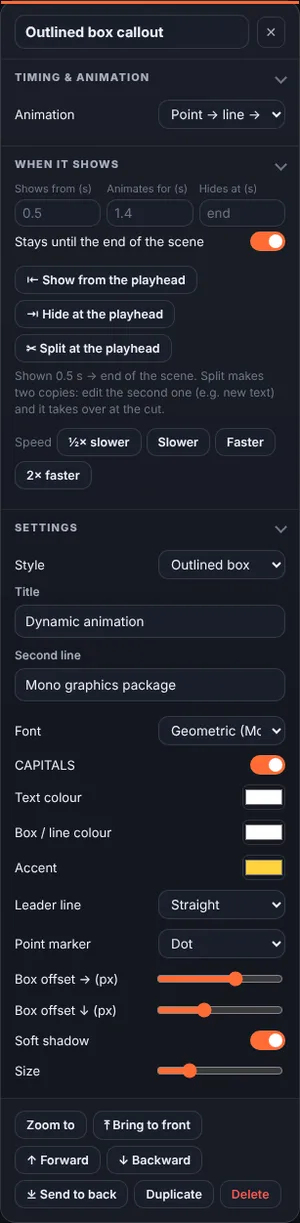 Outlined box callout ×
TIMING & ANIMATION
Animation Point → line →
WHEN IT SHOWS
Shows from (s) Animates for (s) Hides at (s)
0.5 1.4 end
Stays until the end of the scene
⇤ Show from the playhead
⇥ Hide at the playhead
✂ Split at the playhead
Shown 0.5 s → end of the scene. Split makes
two copies: edit the second one (e.g. new text)
and it takes over at the cut.
Speed ½× slower Slower Faster
2× faster
SETTINGS
Style Outlined box
Title
Dynamic animation
Second line
Mono graphics package
Font Geometric (Mc
CAPITALS
Text colour
Box / line colour
Accent
Leader line Straight
Point marker Dot
Box offset → (px)
Box offset ↓ (px)
Soft shadow
Size
Zoom to ⤒ Bring to front
↑ Forward ↓ Backward
⤓ Send to back Duplicate Delete